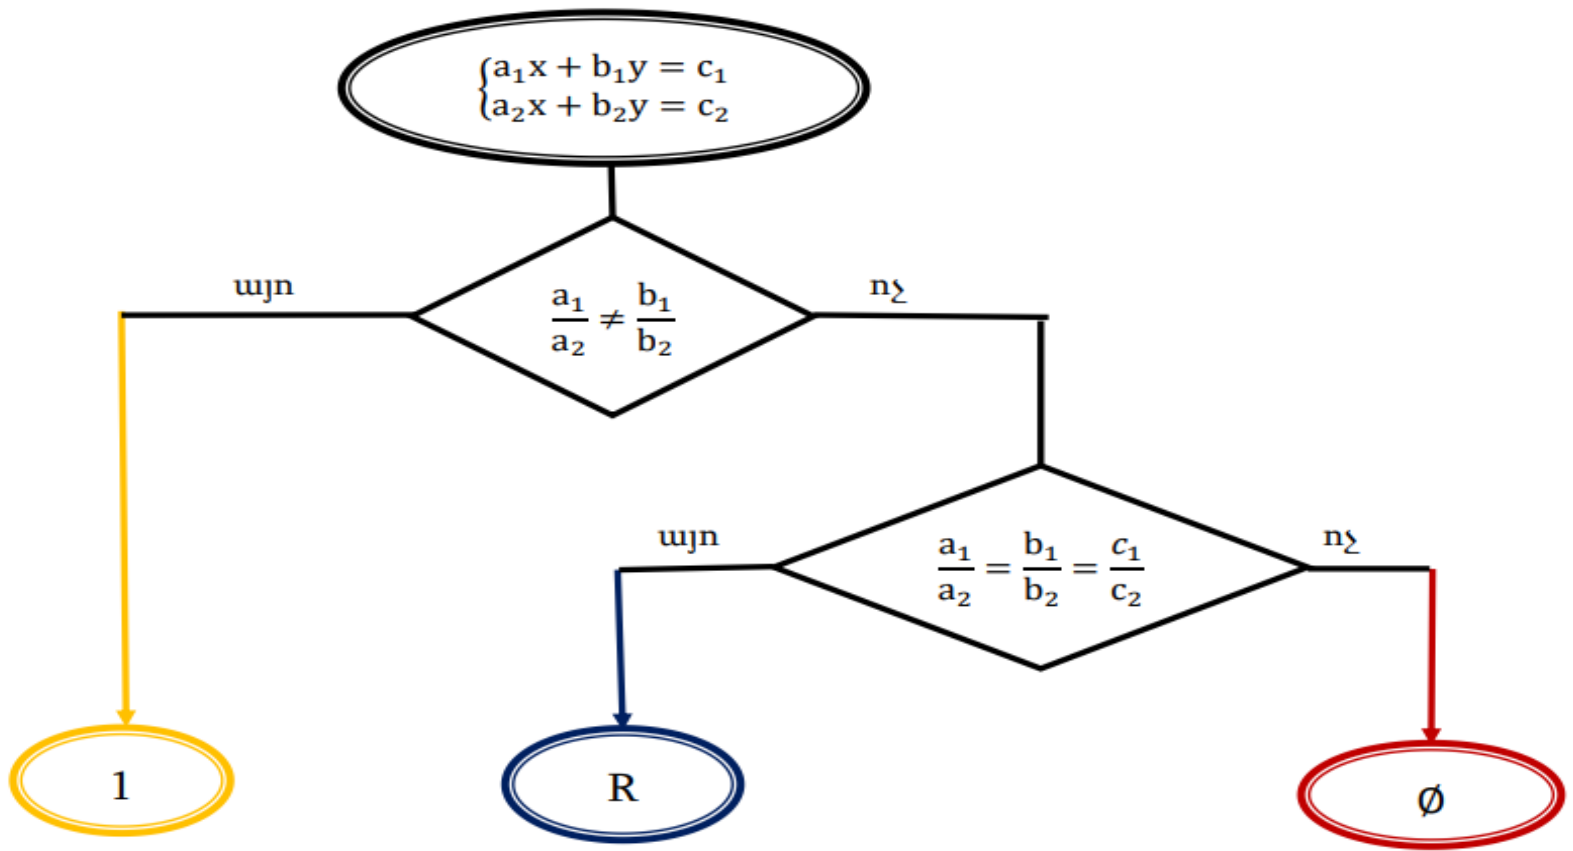 {a₁x + b₁y = c₁
a₂x + b₂y = c₂
այո
a₁/a₂ ≠ b₁/b₂
ոչ
այո
a₁/a₂ = b₁/b₂ = c₁/c₂
ոչ
1
R
Ø